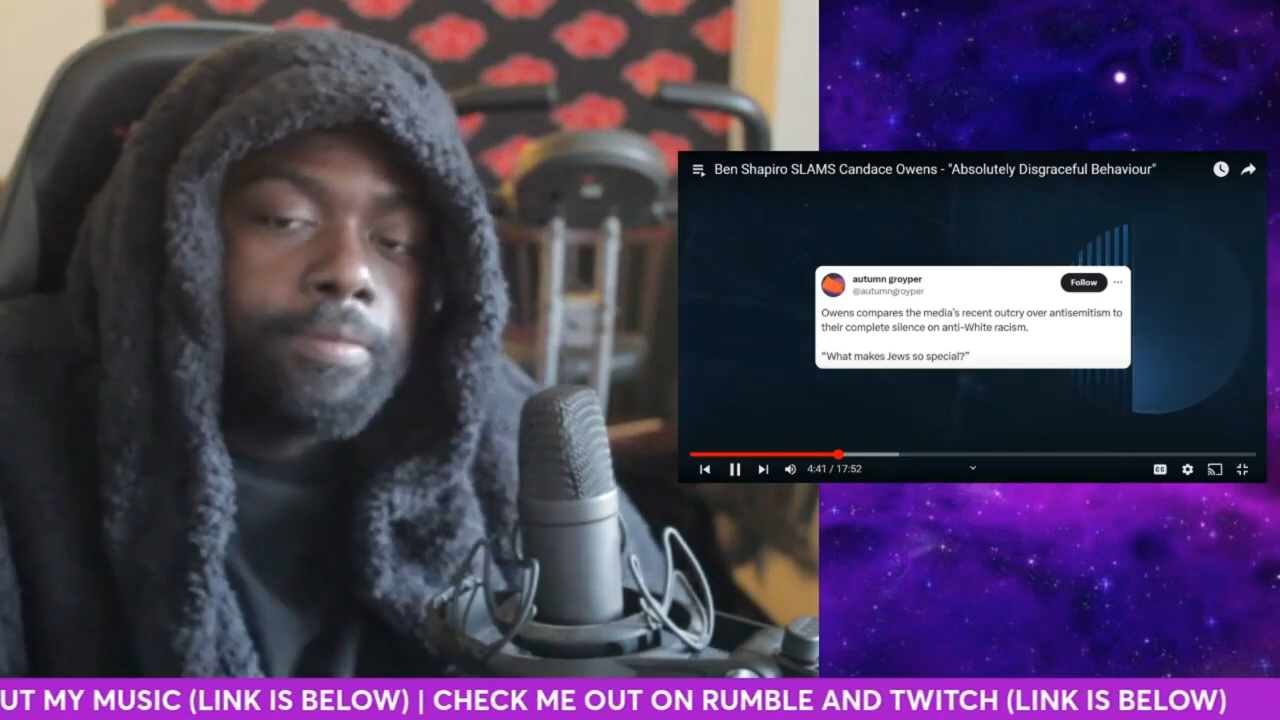 Ben Shapiro SLAMS Candace Owens - "Absolutely Disgraceful Behaviour"
autumn groyper
@autumngroyper
Follow
Owens compares the media's recent outcry over antisemitism to
their complete silence on anti-White racism.
"What makes Jews so special?"
4:41 / 17:52
CC
UT MY MUSIC (LINK IS BELOW) | CHECK ME OUT ON RUMBLE AND TWITCH (LINK IS BELOW)